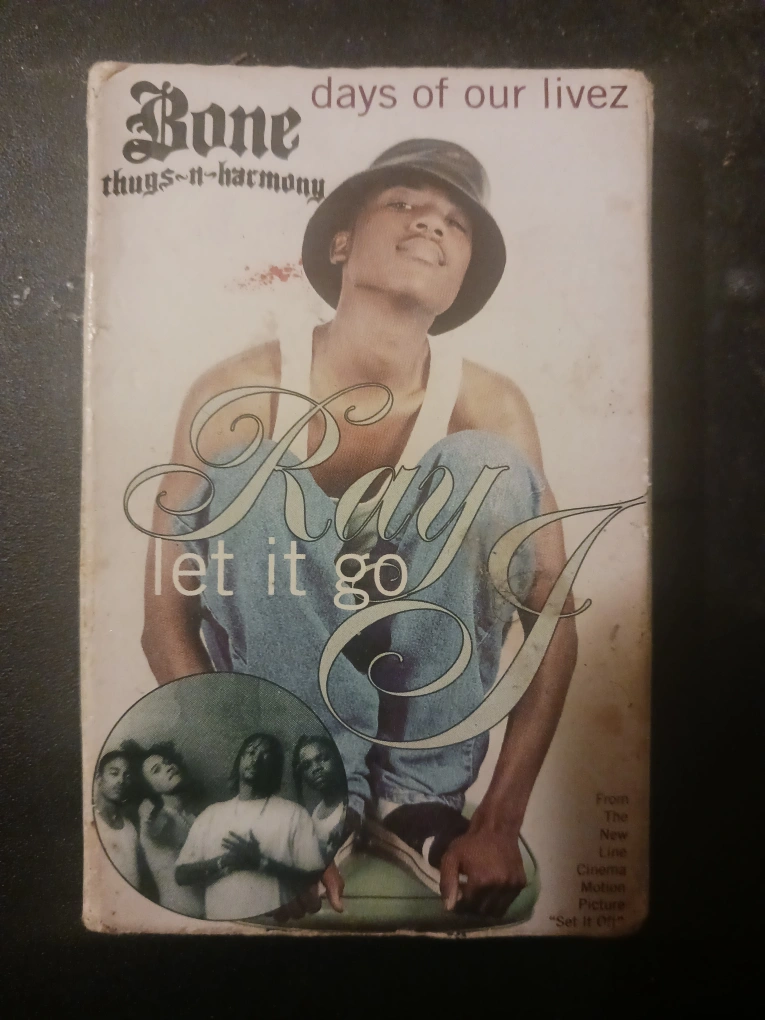 Bone
thugs~n~harmony
days of our livez
Ray J
let it go
From
The
New
Line
Cinema
Motion
Picture
"Set It Off"